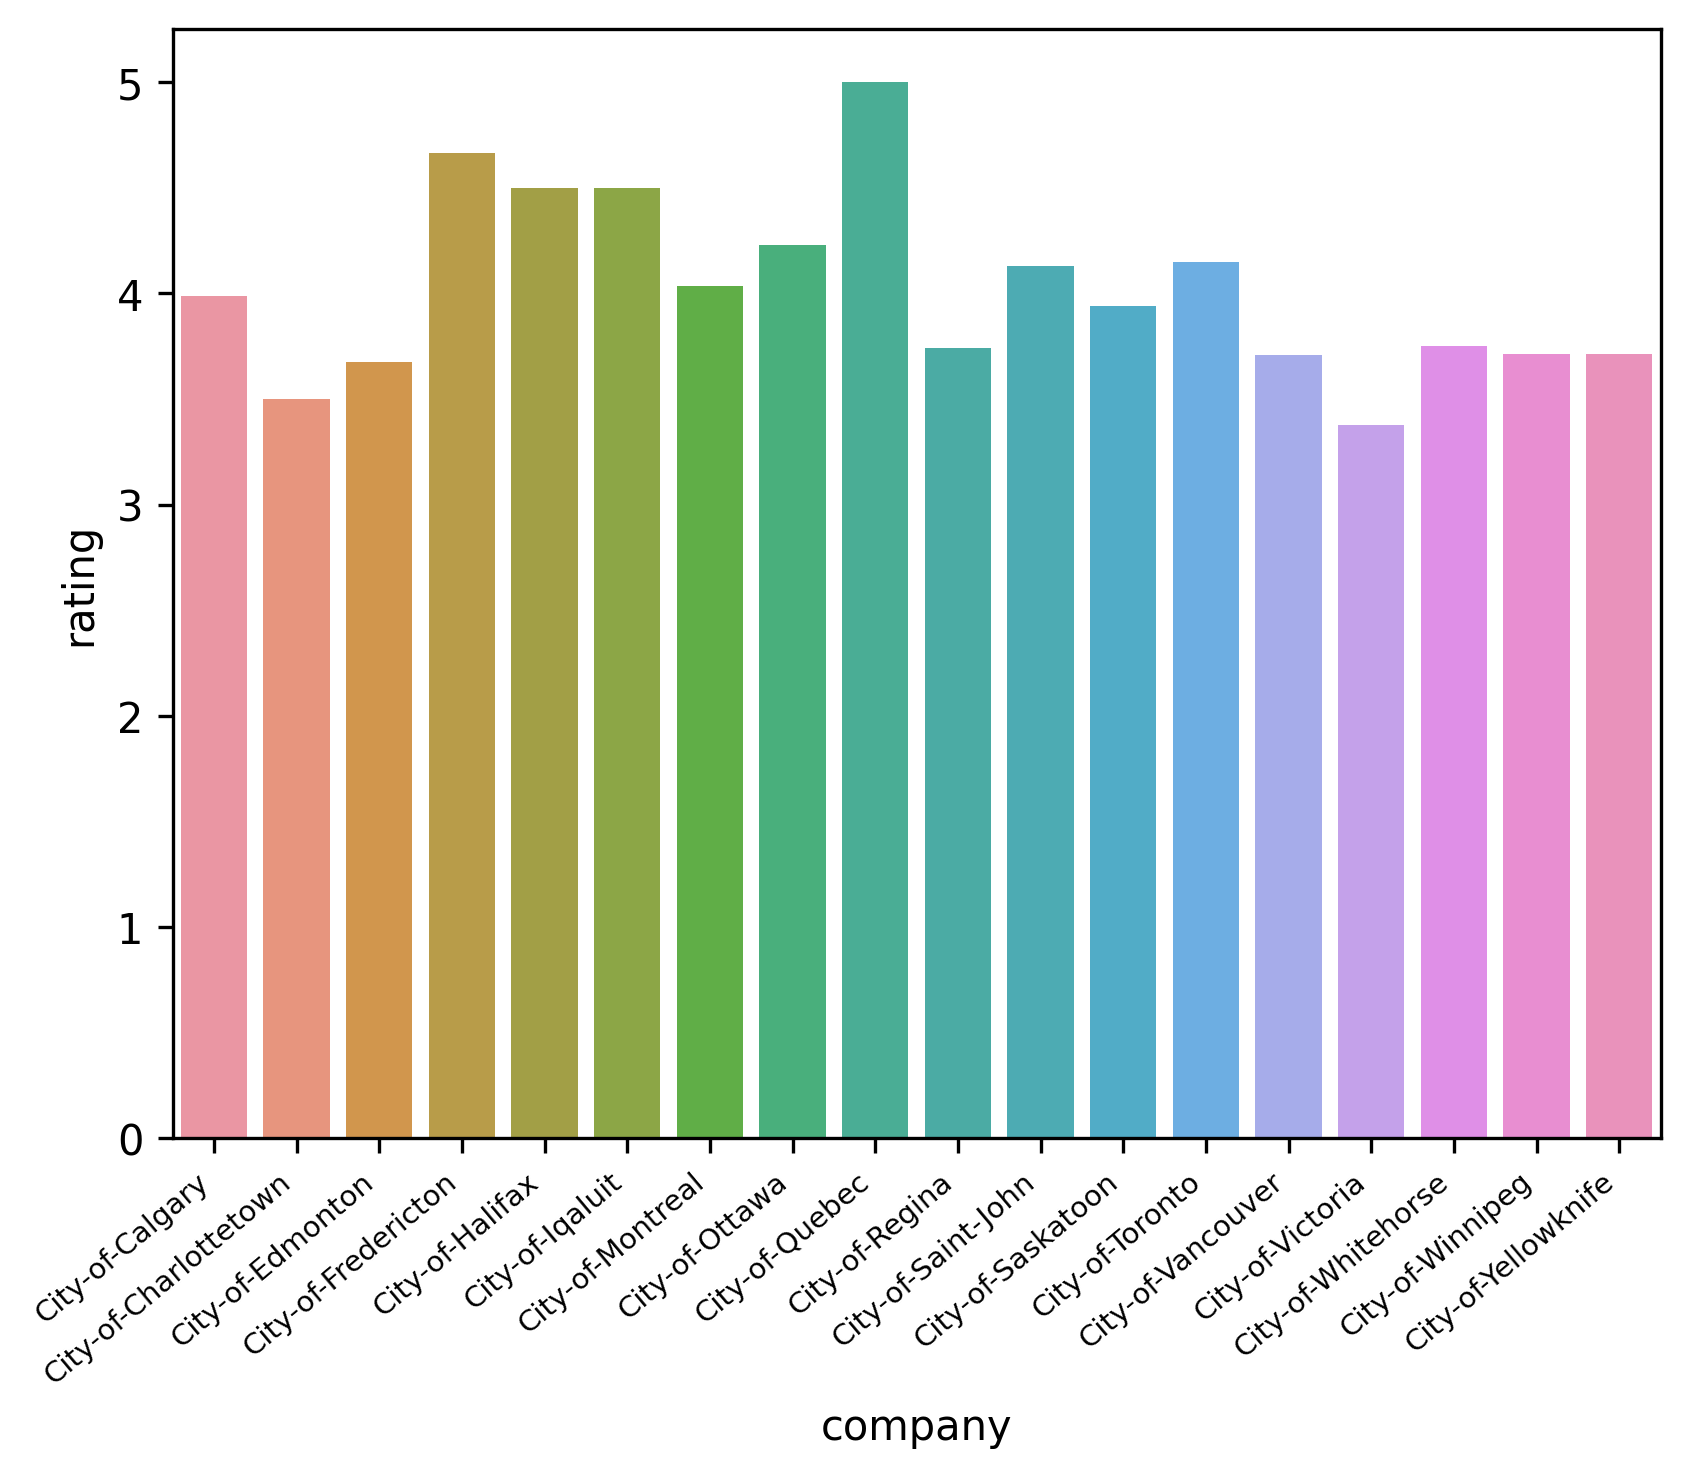 5
4
3
2
1
0
rating
City-of-Calgary
City-of-Charlottetown
City-of-Edmonton
City-of-Fredericton
City-of-Halifax
City-of-Iqaluit
City-of-Montreal
City-of-Ottawa
City-of-Quebec
City-of-Regina
City-of-Saint-John
City-of-Saskatoon
City-of-Toronto
City-of-Vancouver
City-of-Victoria
City-of-Whitehorse
City-of-Winnipeg
City-of-Yellowknife
company